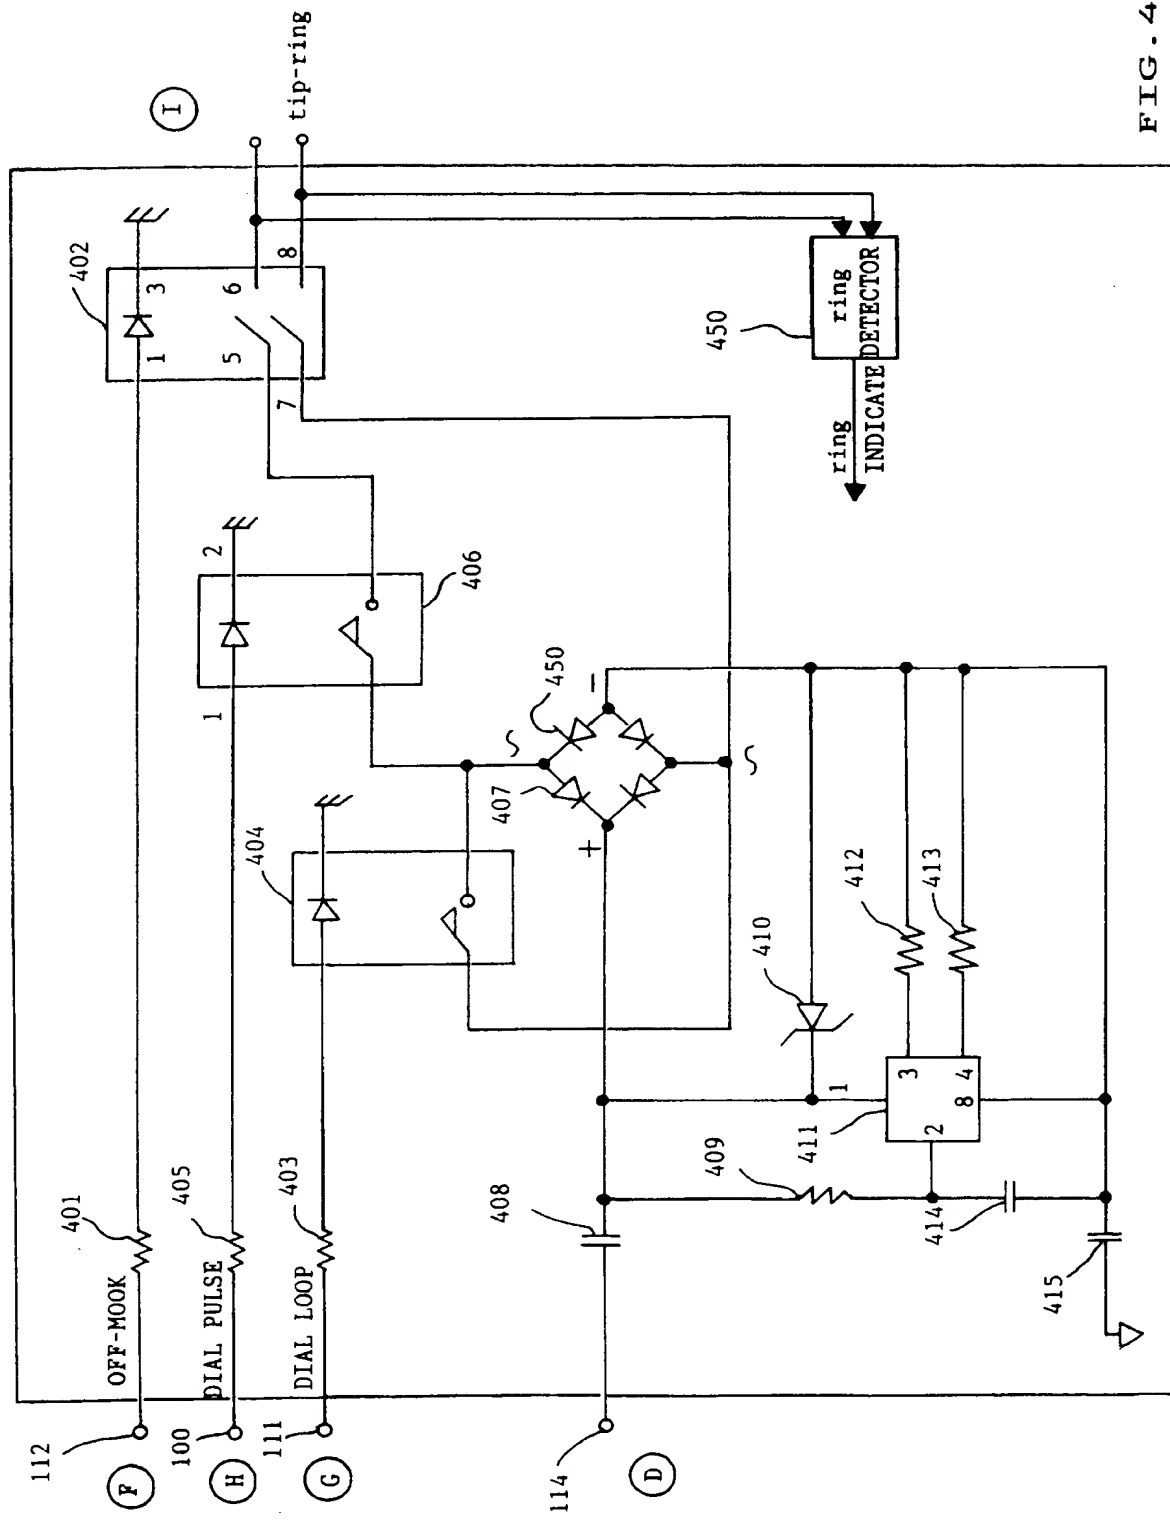 FIG. 4
I
tip-ring
402
3
1
6
8
5
7
450
ring
DETECTOR
ring
INDICATE
2
1
406
450
407
∽
∽
−
+
404
412
413
410
3
4
1
8
2
411
409
408
414
415
401
405
403
OFF-MOOK
DIAL PULSE
DIAL LOOP
112
100
111
114
F
H
G
D